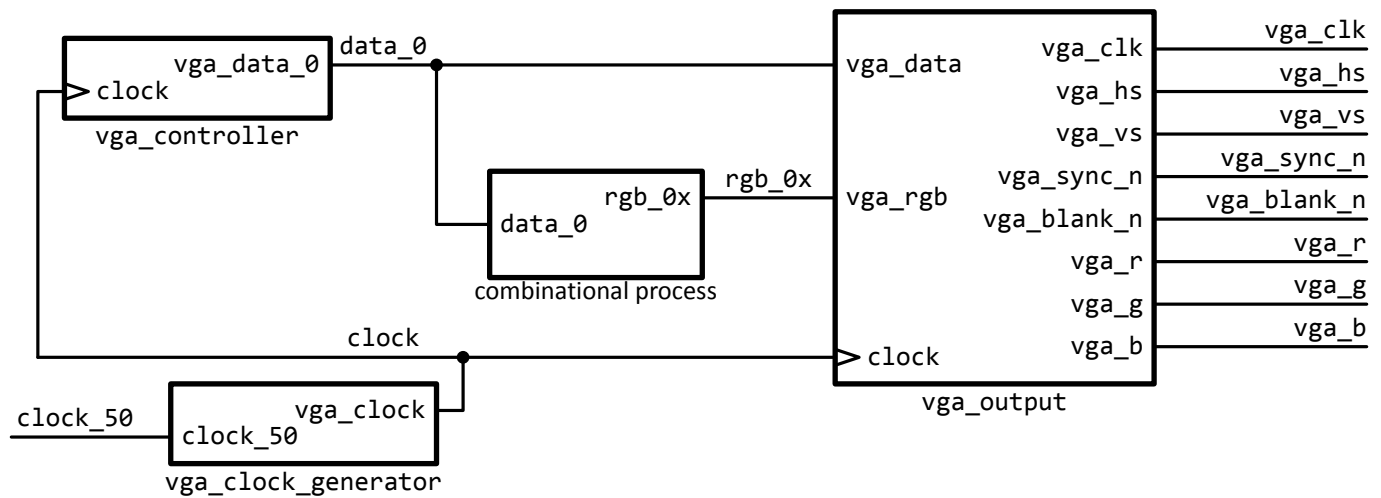 data_0
vga_data_0
clock
vga_controller
rgb_0x
data_0
combinational process
rgb_0x
vga_data
vga_rgb
clock
vga_clk
vga_hs
vga_vs
vga_sync_n
vga_blank_n
vga_r
vga_g
vga_b
vga_output
vga_clk
vga_hs
vga_vs
vga_sync_n
vga_blank_n
vga_r
vga_g
vga_b
clock
clock_50
vga_clock
clock_50
vga_clock_generator